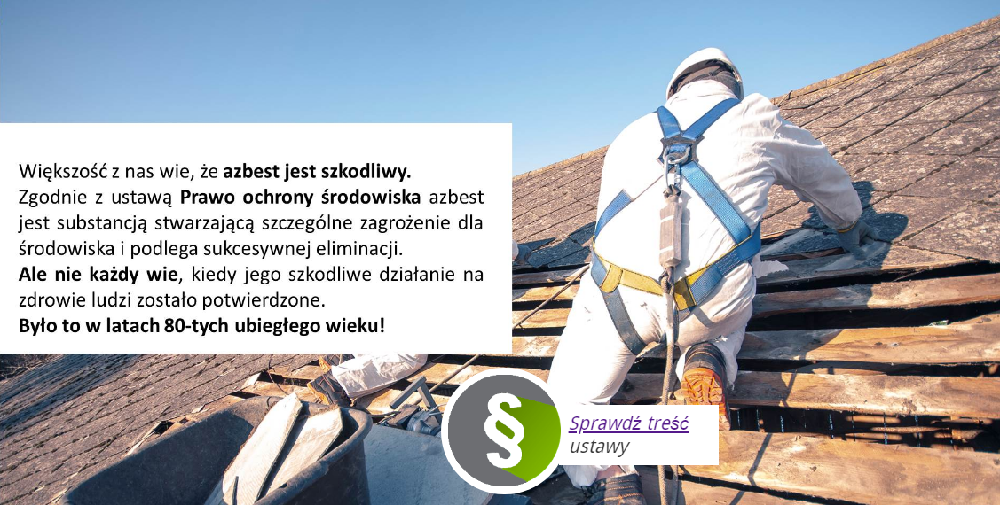 Większość z nas wie, że azbest jest szkodliwy.
Zgodnie z ustawą Prawo ochrony środowiska azbest
jest substancją stwarzającą szczególne zagrożenie dla
środowiska i podlega sukcesywnej eliminacji.
Ale nie każdy wie, kiedy jego szkodliwe działanie na
zdrowie ludzi zostało potwierdzone.
Było to w latach 80-tych ubiegłego wieku!
§
Sprawdź treść
ustawy